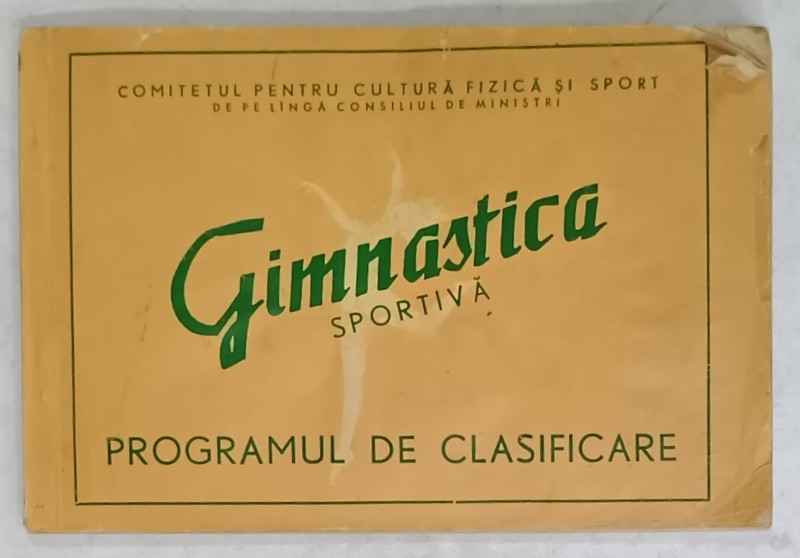 COMITETUL PENTRU CULTURĂ FIZICĂ ȘI SPORT
DE PE LÎNGĂ CONSILIUL DE MINIȘTRI
Gimnastica
SPORTIVĂ
PROGRAMUL DE CLASIFICARE